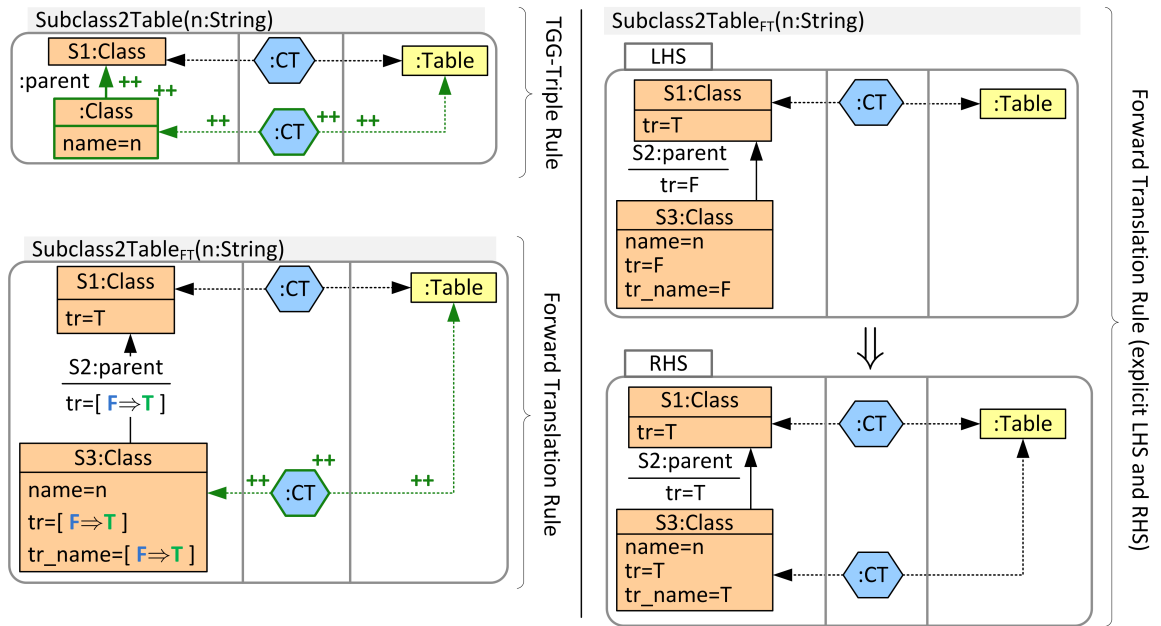 Subclass2Table(n:String)
S1:Class
:CT
:Table
:parent
++
++
:Class
name=n
++
:CT
++
++
TGG-Triple Rule
Subclass2TableFT(n:String)
S1:Class
tr=T
:CT
:Table
S2:parent
tr=[ F⇒T ]
S3:Class
name=n
tr=[ F⇒T ]
tr_name=[ F⇒T ]
++
:CT
++
++
Forward Translation Rule
Subclass2TableFT(n:String)
LHS
S1:Class
tr=T
:CT
:Table
S2:parent
tr=F
S3:Class
name=n
tr=F
tr_name=F
⇓
RHS
S1:Class
tr=T
:CT
:Table
S2:parent
tr=T
S3:Class
name=n
tr=T
tr_name=T
:CT
Forward Translation Rule (explicit LHS and RHS)